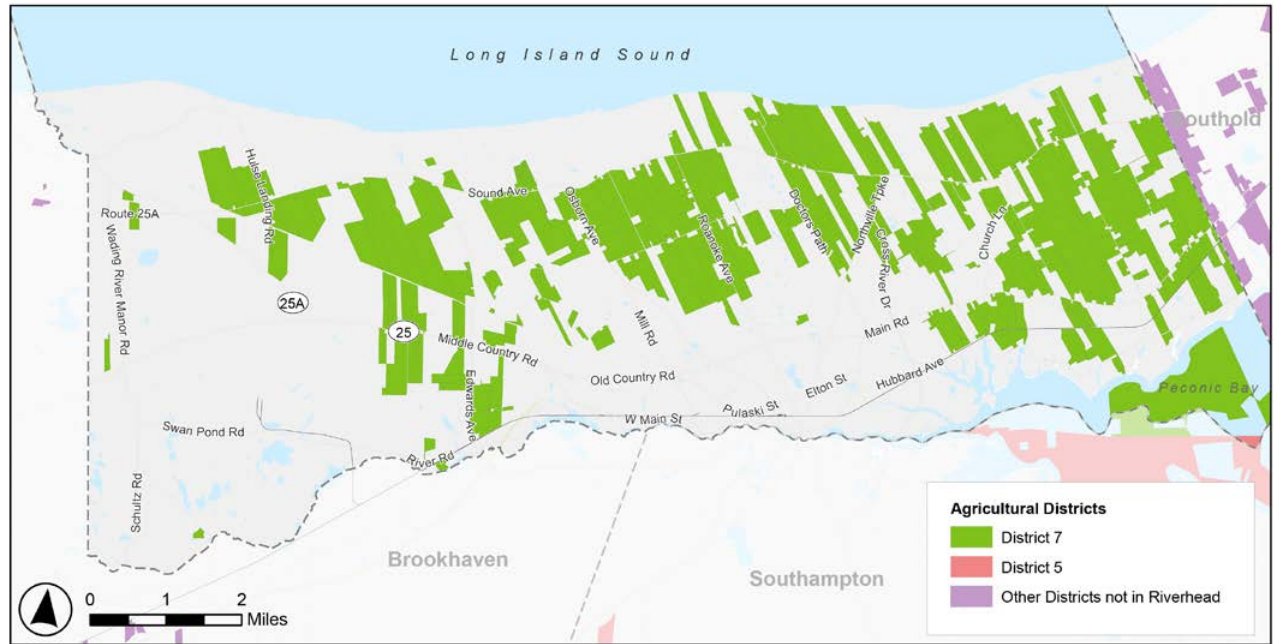 Long Island Sound
Southold
Hulse Landing Rd
Sound Ave
Osborn Ave
Route 25A
Wading River Manor Rd
Roanoke Ave
Doctors Path
Northville Tpke
Cross River Dr
Church Ln
25A
25
Middle Country Rd
Mill Rd
Main Rd
Edwards Ave
Old Country Rd
Elton St
Hubbard Ave
Peconic Bay
Pulaski St
W Main St
Swan Pond Rd
River Rd
Schultz Rd
Brookhaven
Southampton
Agricultural Districts
District 7
District 5
Other Districts not in Riverhead
0 1 2
Miles